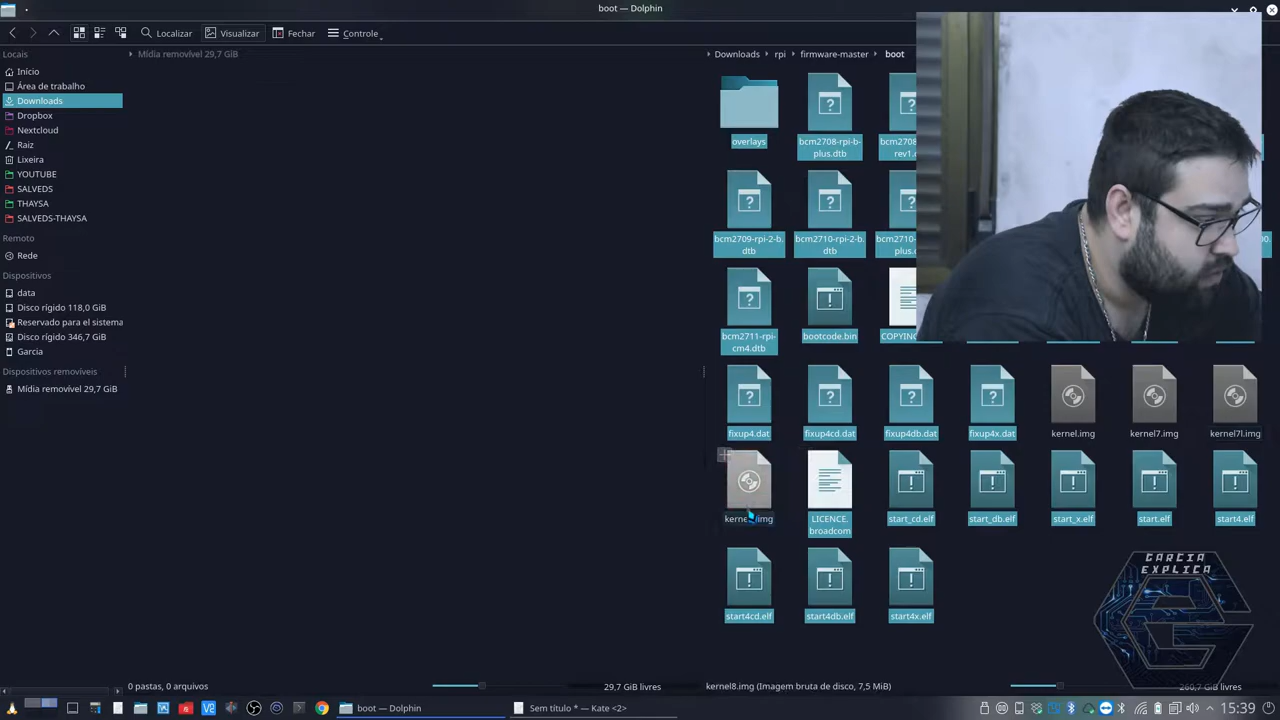 boot — Dolphin
Localizar
Visualizar
Fechar
Controle
Locais
Início
Área de trabalho
Downloads
Dropbox
Nextcloud
Raiz
Lixeira
YOUTUBE
SALVEDS
THAYSA
SALVEDS-THAYSA
Remoto
Rede
Dispositivos
data
Disco rígido 118,0 GiB
Reservado para el sistema
Disco rígido 346,7 GiB
Garcia
Dispositivos removíveis
Mídia removível 29,7 GiB
Mídia removível 29,7 GiB
Downloads > rpi > firmware-master > boot
overlays
bcm2708-rpi-b-
plus.dtb
bcm2709-rpi-2-b.
dtb
bcm2710-rpi-2-b.
dtb
bcm2711-rpi-
cm4.dtb
bootcode.bin
fixup4.dat
fixup4cd.dat
fixup4db.dat
fixup4x.dat
kernel.img
kernel7.img
kernel7l.img
LICENCE.
broadcom
start_cd.elf
start_db.elf
start_x.elf
start.elf
start4.elf
start4cd.elf
start4db.elf
start4x.elf
GARCIA
EXPLICA
0 pastas, 0 arquivos
29,7 GiB livres
kernel8.img (Imagem bruta de disco, 7,5 MiB)
260,7 GiB livres
boot — Dolphin
Sem título * — Kate <2>
15:39